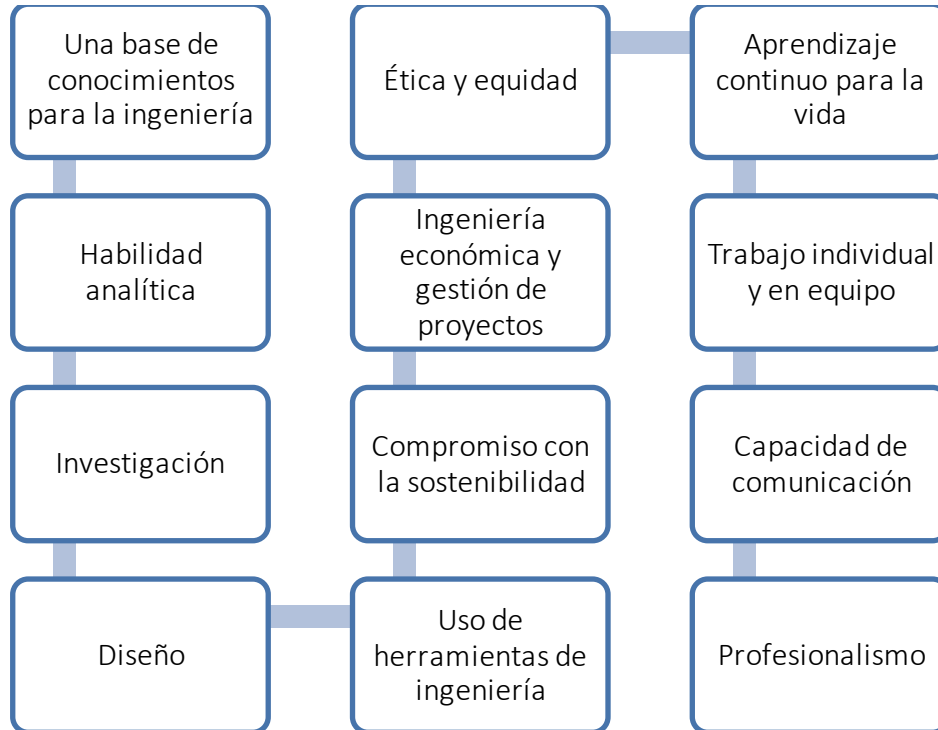 Una base de
conocimientos
para la ingeniería
Habilidad
analítica
Investigación
Diseño
Uso de
herramientas de
ingeniería
Compromiso con
la sostenibilidad
Ingeniería
económica y
gestión de
proyectos
Ética y equidad
Aprendizaje
continuo para la
vida
Trabajo individual
y en equipo
Capacidad de
comunicación
Profesionalismo